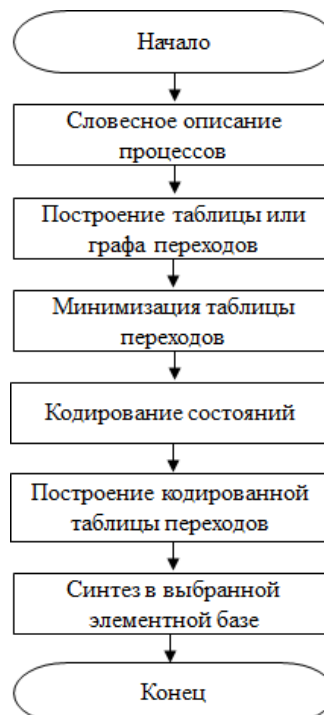 Начало
Словесное описание
процессов
Построение таблицы или
графа переходов
Минимизация таблицы
переходов
Кодирование состояний
Построение кодированной
таблицы переходов
Синтез в выбранной
элементной базе
Конец